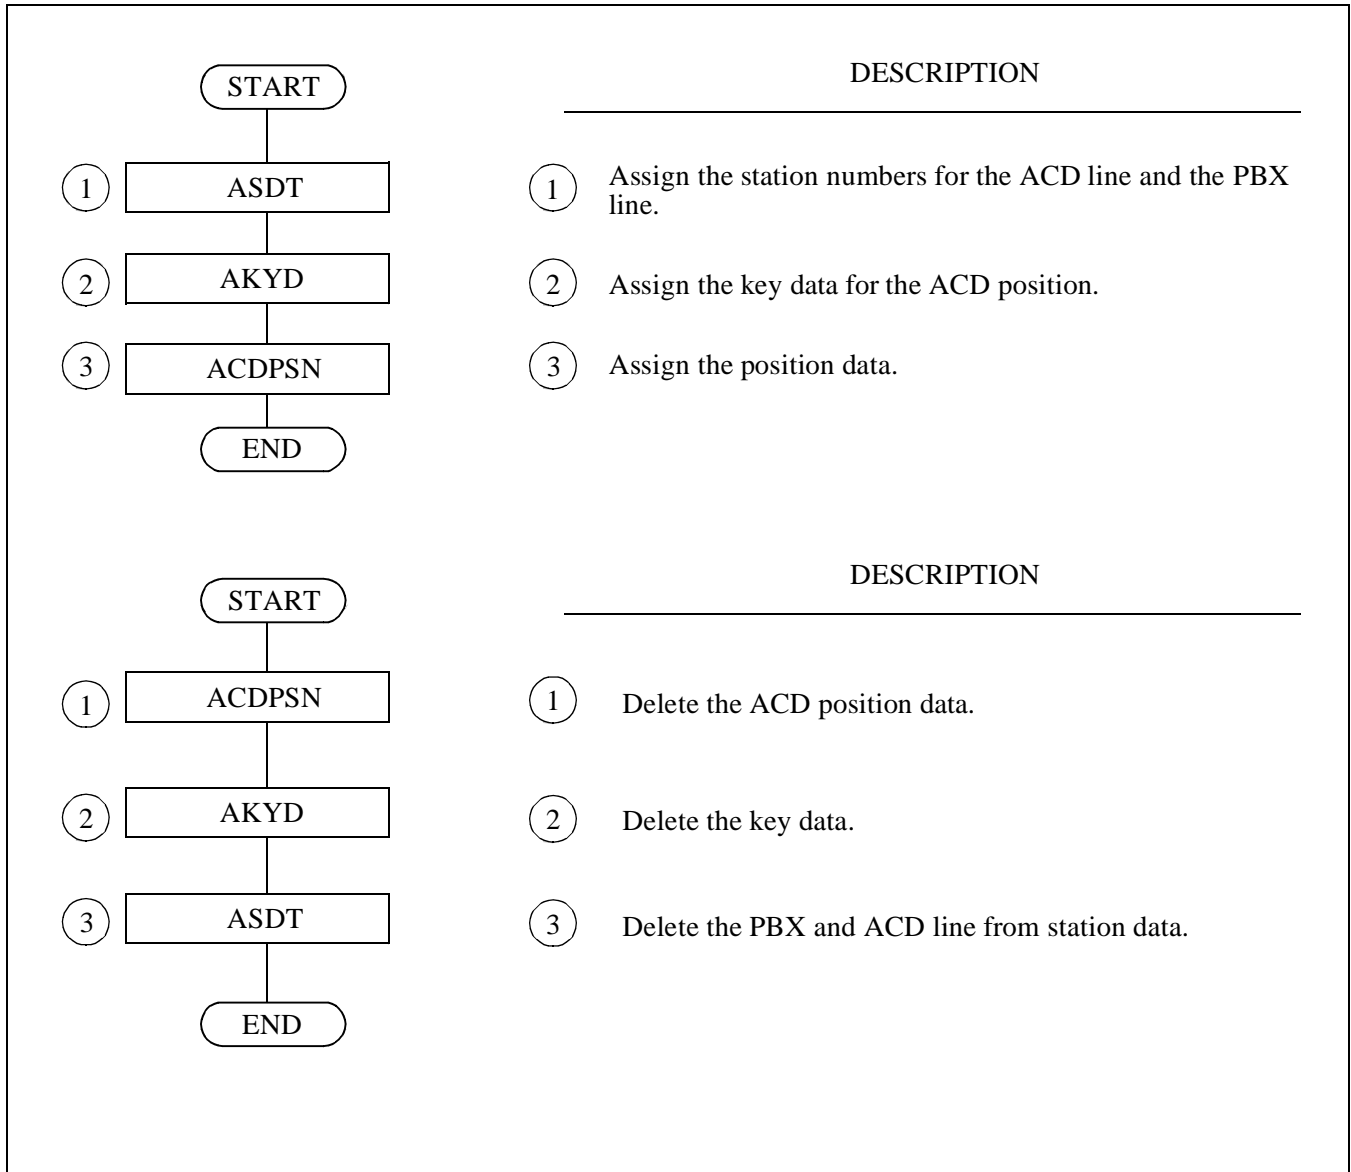 START
DESCRIPTION
1 ASDT
1 Assign the station numbers for the ACD line and the PBX
line.
2 AKYD
2 Assign the key data for the ACD position.
3 ACDPSN
3 Assign the position data.
END
START
DESCRIPTION
1 ACDPSN
1 Delete the ACD position data.
2 AKYD
2 Delete the key data.
3 ASDT
3 Delete the PBX and ACD line from station data.
END